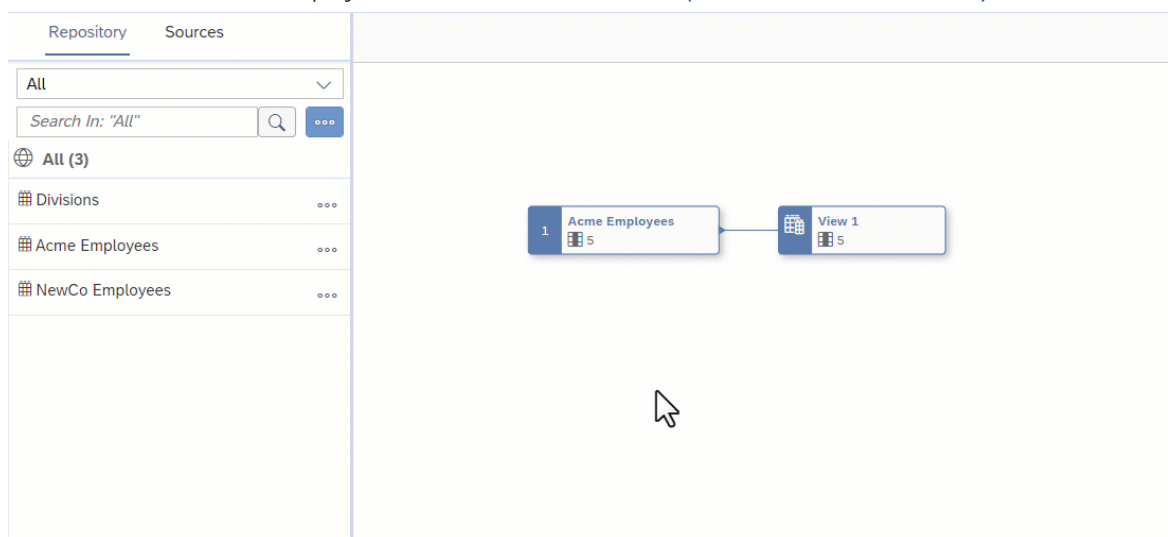 Repository Sources
All
Search In: "All"
All (3)
Divisions
Acme Employees
NewCo Employees
1 Acme Employees
5
View 1
5